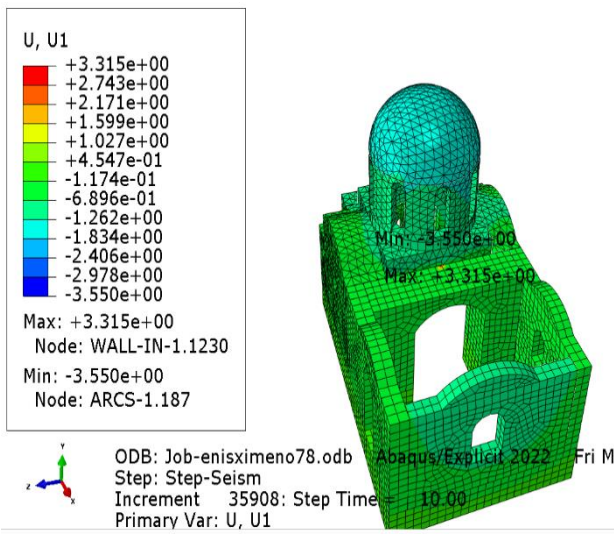 U, U1
+3.315e+00
+2.743e+00
+2.171e+00
+1.599e+00
+1.027e+00
+4.547e-01
-1.174e-01
-6.896e-01
-1.262e+00
-1.834e+00
-2.406e+00
-2.978e+00
-3.550e+00
Max: +3.315e+00
Node: WALL-IN-1.1230
Min: -3.550e+00
Node: ARCS-1.187
Min: -3.550e+00
Max: +3.315e+00
Y
Z
X
ODB: Job-enisximeno78.odb Abaqus/Explicit 2022 Fri M
Step: Step-Seism
Increment 35908: Step Time = 10.00
Primary Var: U, U1